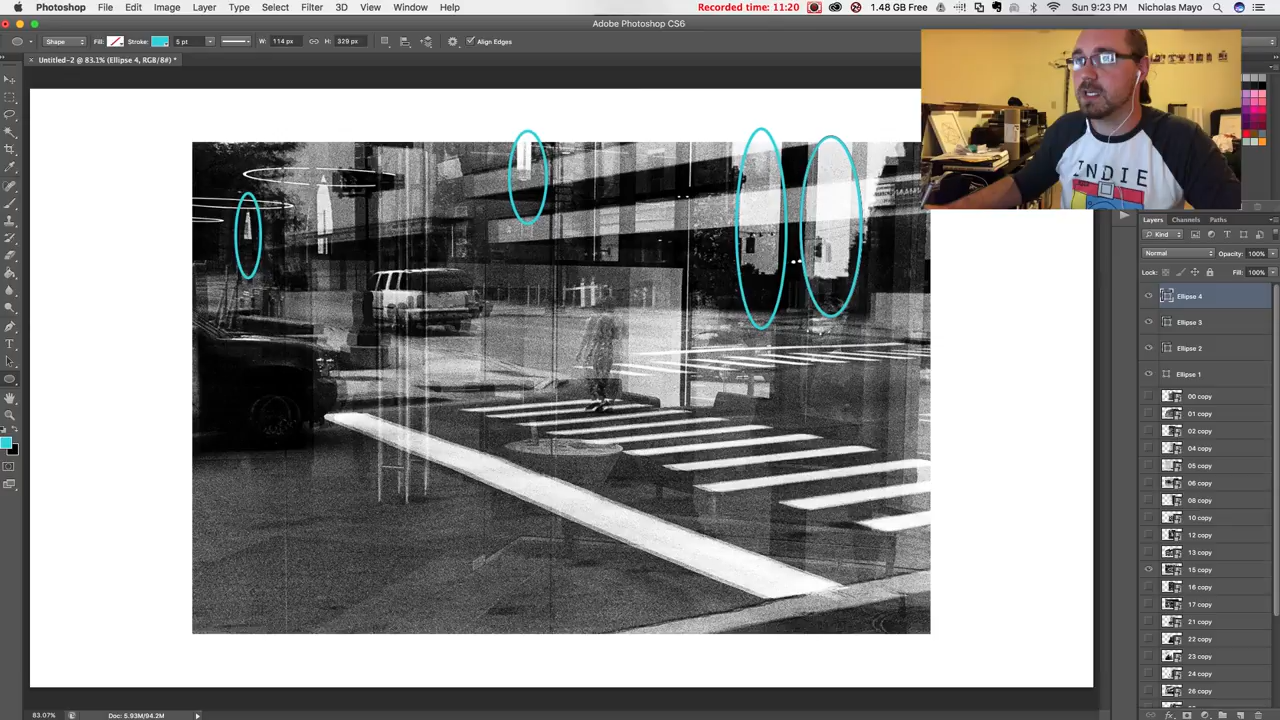 Photoshop File Edit Image Layer Type Select Filter 3D View Window Help Recorded time: 11:20 1.48 GB Free Sun 9:23 PM Nicholas Mayo
Adobe Photoshop CS6
Shape Fill: Stroke: 5 pt W: 114 px H: 329 px Align Edges
Untitled-2 @ 83.1% (Ellipse 4, RGB/8#) *
INDIE
Layers Channels Paths
Kind
Normal Opacity: 100%
Lock: Fill: 100%
Ellipse 4
Ellipse 3
Ellipse 2
Ellipse 1
00 copy
01 copy
02 copy
04 copy
05 copy
06 copy
08 copy
10 copy
12 copy
13 copy
15 copy
16 copy
17 copy
21 copy
22 copy
23 copy
24 copy
26 copy
83.07% Doc: 5.93M/94.2M